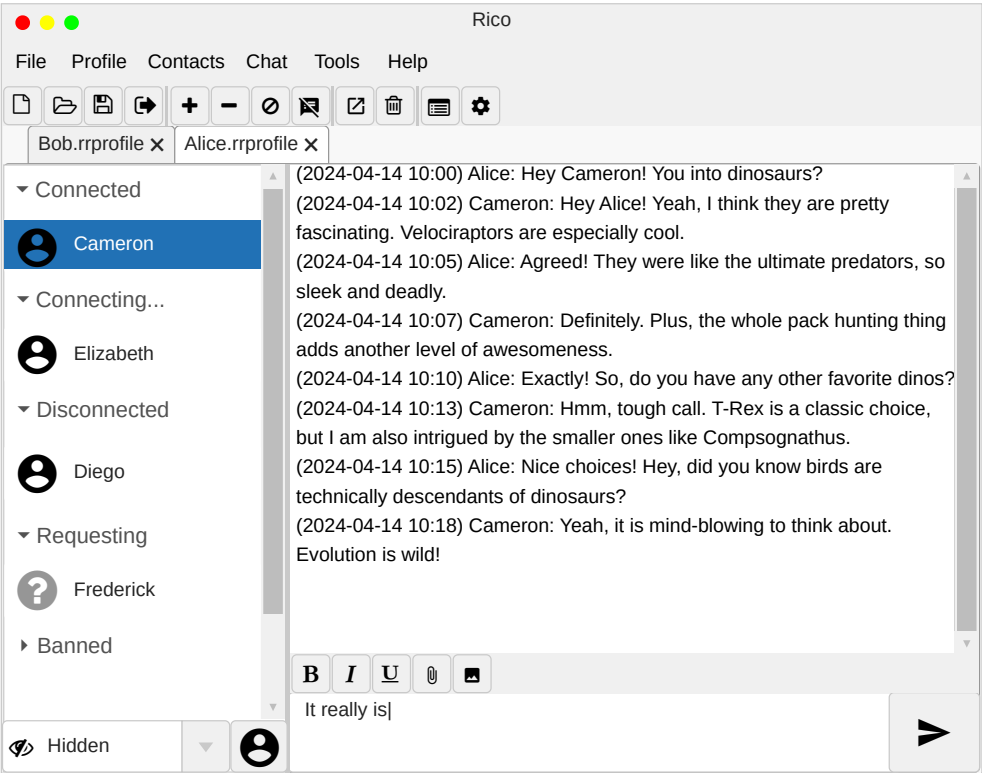 Rico
File Profile Contacts Chat Tools Help
Bob.rrprofile Alice.rrprofile
Connected
Cameron
Connecting...
Elizabeth
Disconnected
Diego
Requesting
Frederick
Banned
Hidden
(2024-04-14 10:00) Alice: Hey Cameron! You into dinosaurs?
(2024-04-14 10:02) Cameron: Hey Alice! Yeah, I think they are pretty
fascinating. Velociraptors are especially cool.
(2024-04-14 10:05) Alice: Agreed! They were like the ultimate predators, so
sleek and deadly.
(2024-04-14 10:07) Cameron: Definitely. Plus, the whole pack hunting thing
adds another level of awesomeness.
(2024-04-14 10:10) Alice: Exactly! So, do you have any other favorite dinos?
(2024-04-14 10:13) Cameron: Hmm, tough call. T-Rex is a classic choice,
but I am also intrigued by the smaller ones like Compsognathus.
(2024-04-14 10:15) Alice: Nice choices! Hey, did you know birds are
technically descendants of dinosaurs?
(2024-04-14 10:18) Cameron: Yeah, it is mind-blowing to think about.
Evolution is wild!
B I U
It really is|